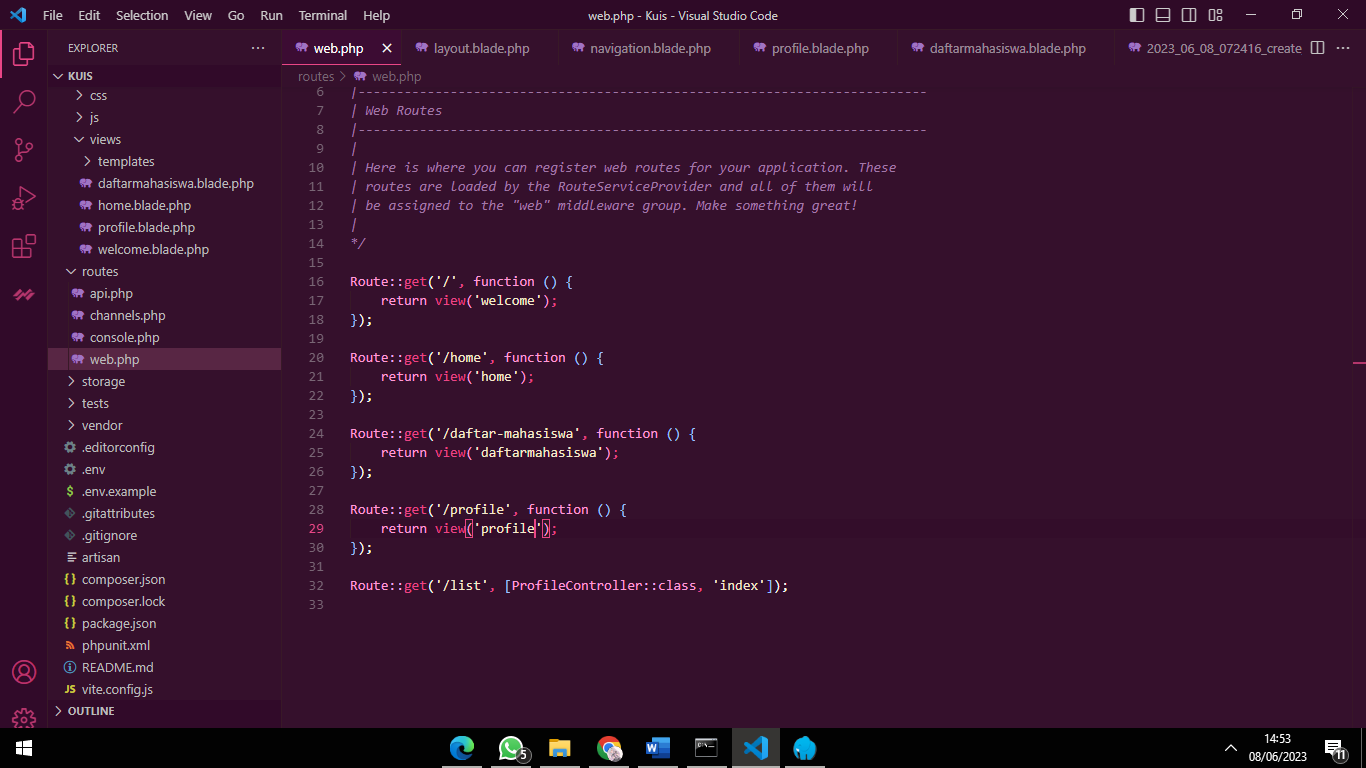 File Edit Selection View Go Run Terminal Help
web.php - Kuis - Visual Studio Code
EXPLORER
KUIS
css
js
views
templates
daftarmahasiswa.blade.php
home.blade.php
profile.blade.php
welcome.blade.php
routes
api.php
channels.php
console.php
web.php
storage
tests
vendor
.editorconfig
.env
$ .env.example
.gitattributes
.gitignore
artisan
{} composer.json
{} composer.lock
{} package.json
phpunit.xml
README.md
JS vite.config.js
OUTLINE
web.php layout.blade.php navigation.blade.php profile.blade.php daftarmahasiswa.blade.php 2023_06_08_072416_create
routes > web.php
6 |--------------------------------------------------------------------------
7 | Web Routes
8 |--------------------------------------------------------------------------
9 |
10 | Here is where you can register web routes for your application. These
11 | routes are loaded by the RouteServiceProvider and all of them will
12 | be assigned to the "web" middleware group. Make something great!
13 |
14 */
15
16 Route::get('/', function () {
17 return view('welcome');
18 });
19
20 Route::get('/home', function () {
21 return view('home');
22 });
23
24 Route::get('/daftar-mahasiswa', function () {
25 return view('daftarmahasiswa');
26 });
27
28 Route::get('/profile', function () {
29 return view('profile');
30 });
31
32 Route::get('/list', [ProfileController::class, 'index']);
33
5
W
14:53
08/06/2023
11